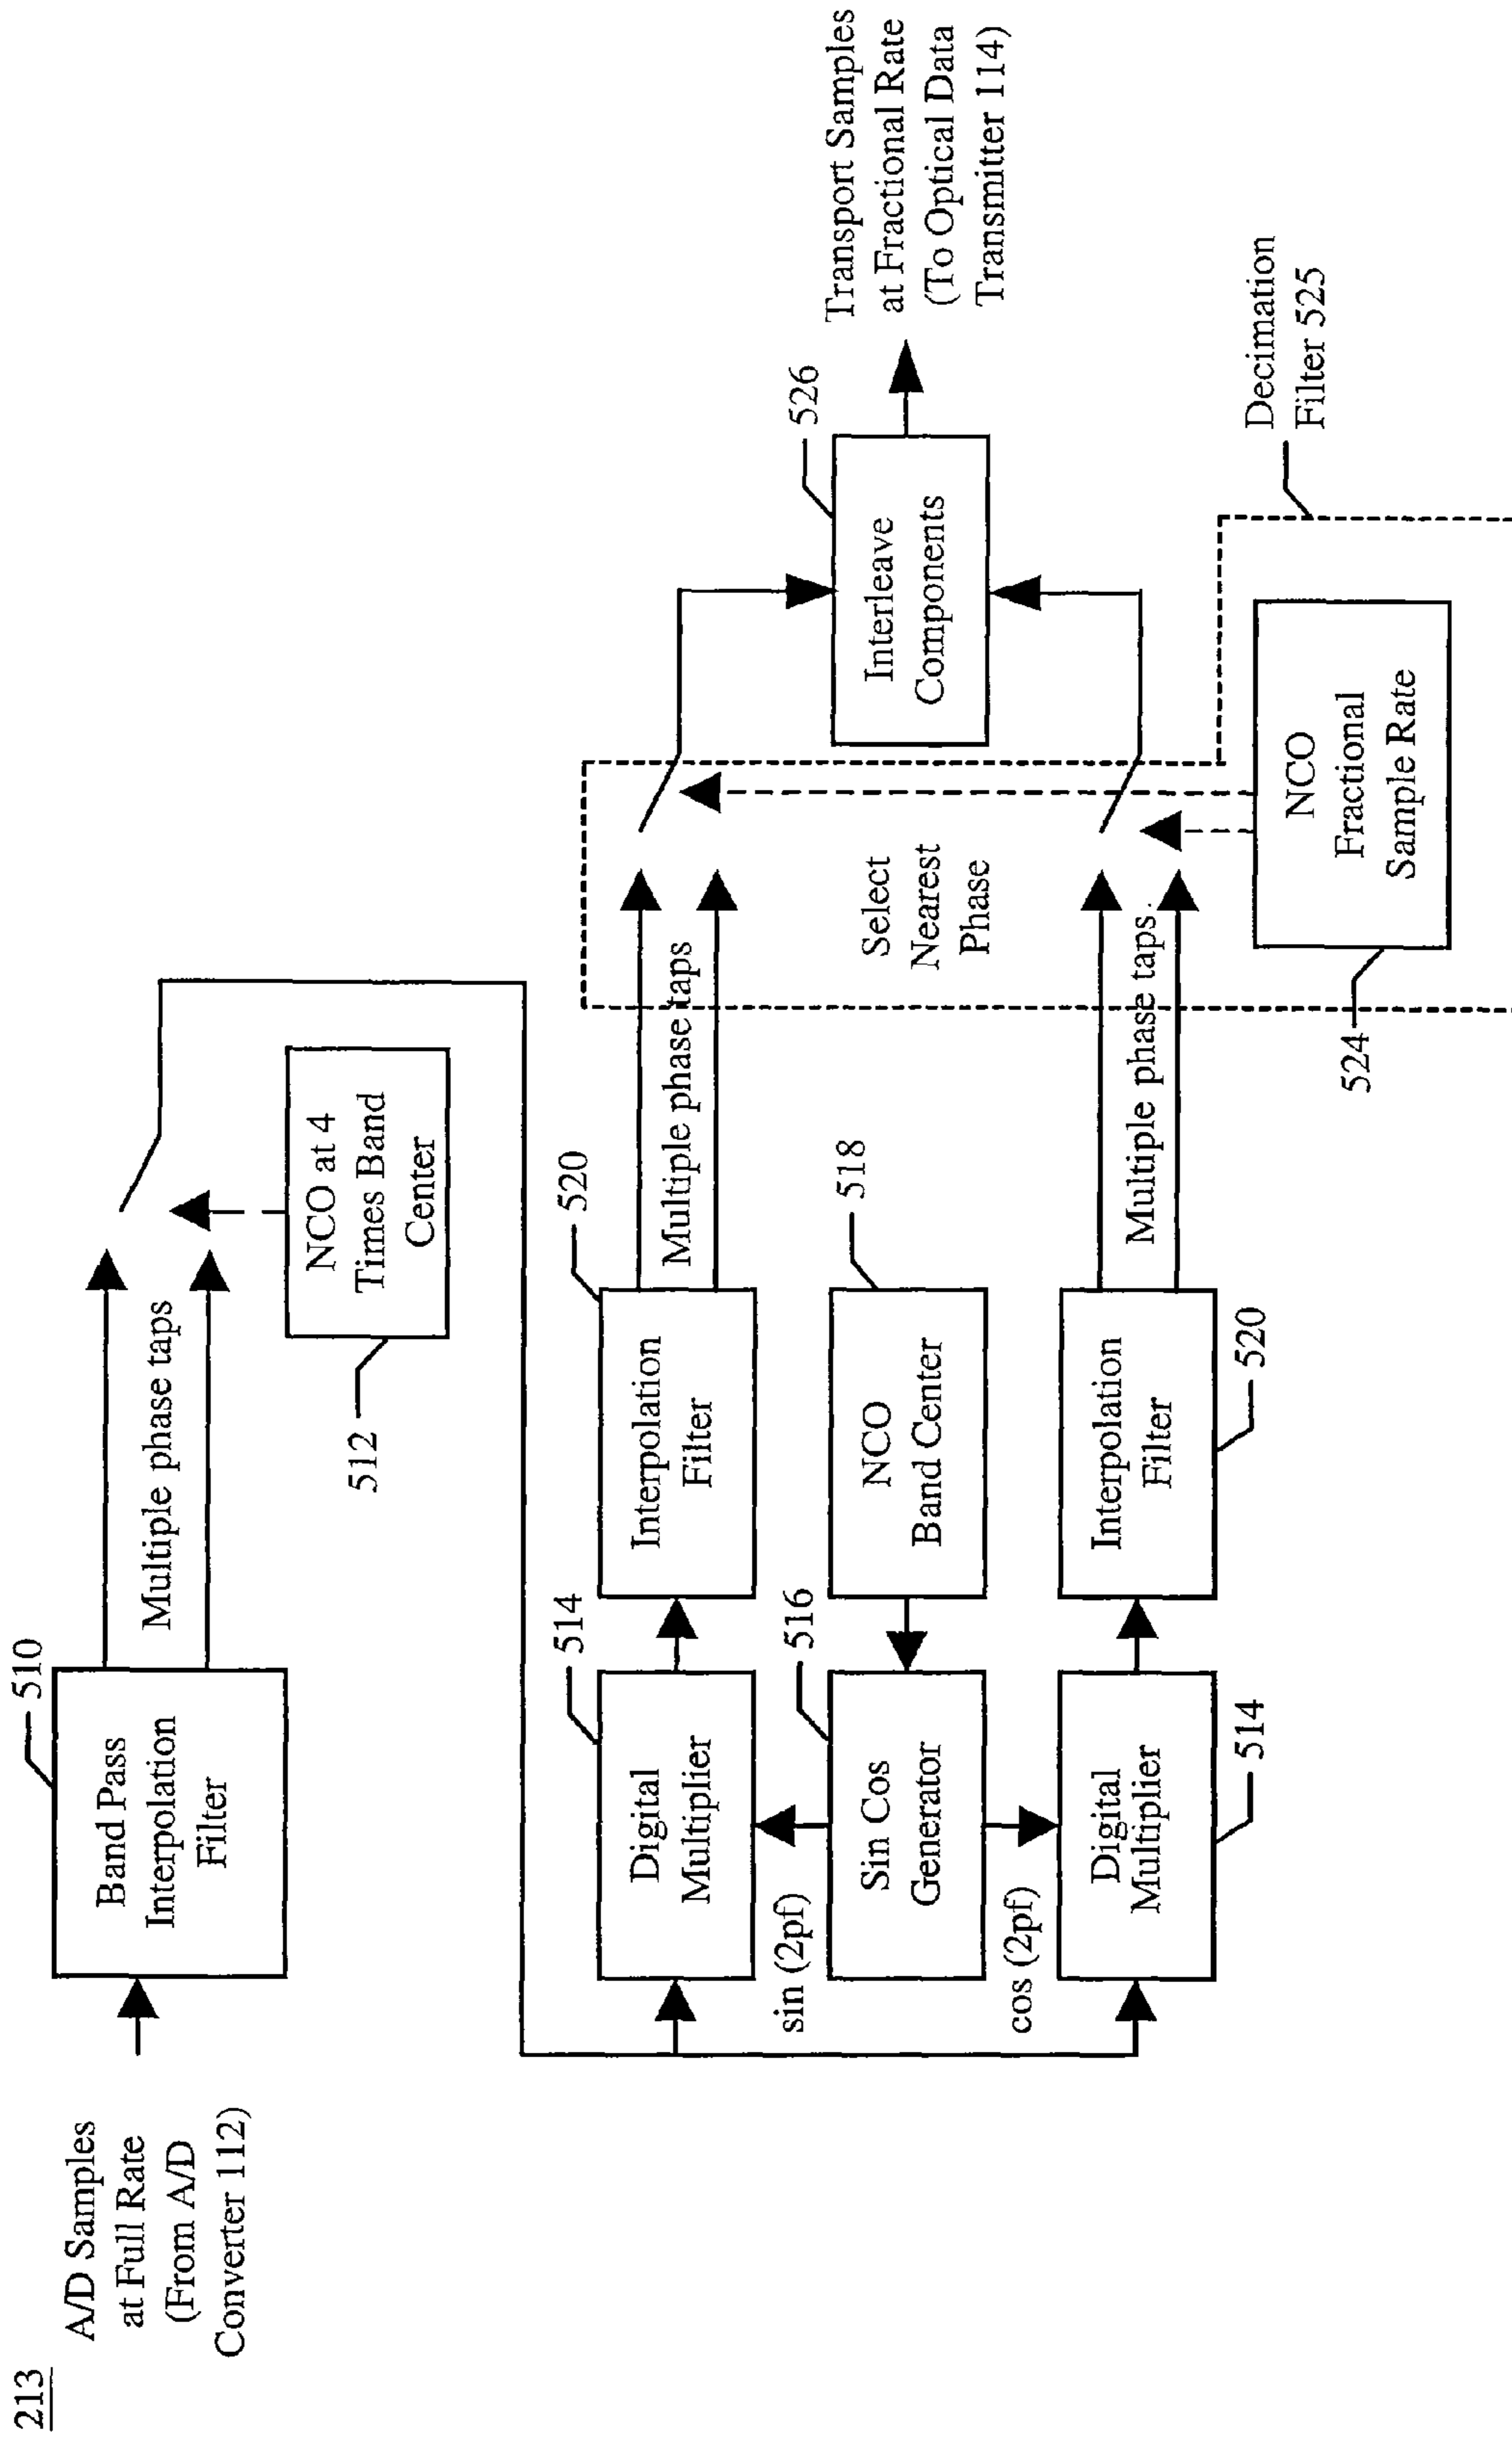 213
A/D Samples
at Full Rate
(From A/D
Converter 112)
510
Band Pass
Interpolation
Filter
Multiple phase taps
512
NCO at 4
Times Band
Center
514
Digital
Multiplier
sin (2pf)
516
Sin Cos
Generator
cos (2pf)
Digital
Multiplier
514
520
Interpolation
Filter
518
NCO
Band Center
Interpolation
Filter
520
Multiple phase taps
Multiple phase taps
Select
Nearest
Phase
524
NCO
Fractional
Sample Rate
Decimation
Filter 525
526
Interleave
Components
Transport Samples
at Fractional Rate
(To Optical Data
Transmitter 114)